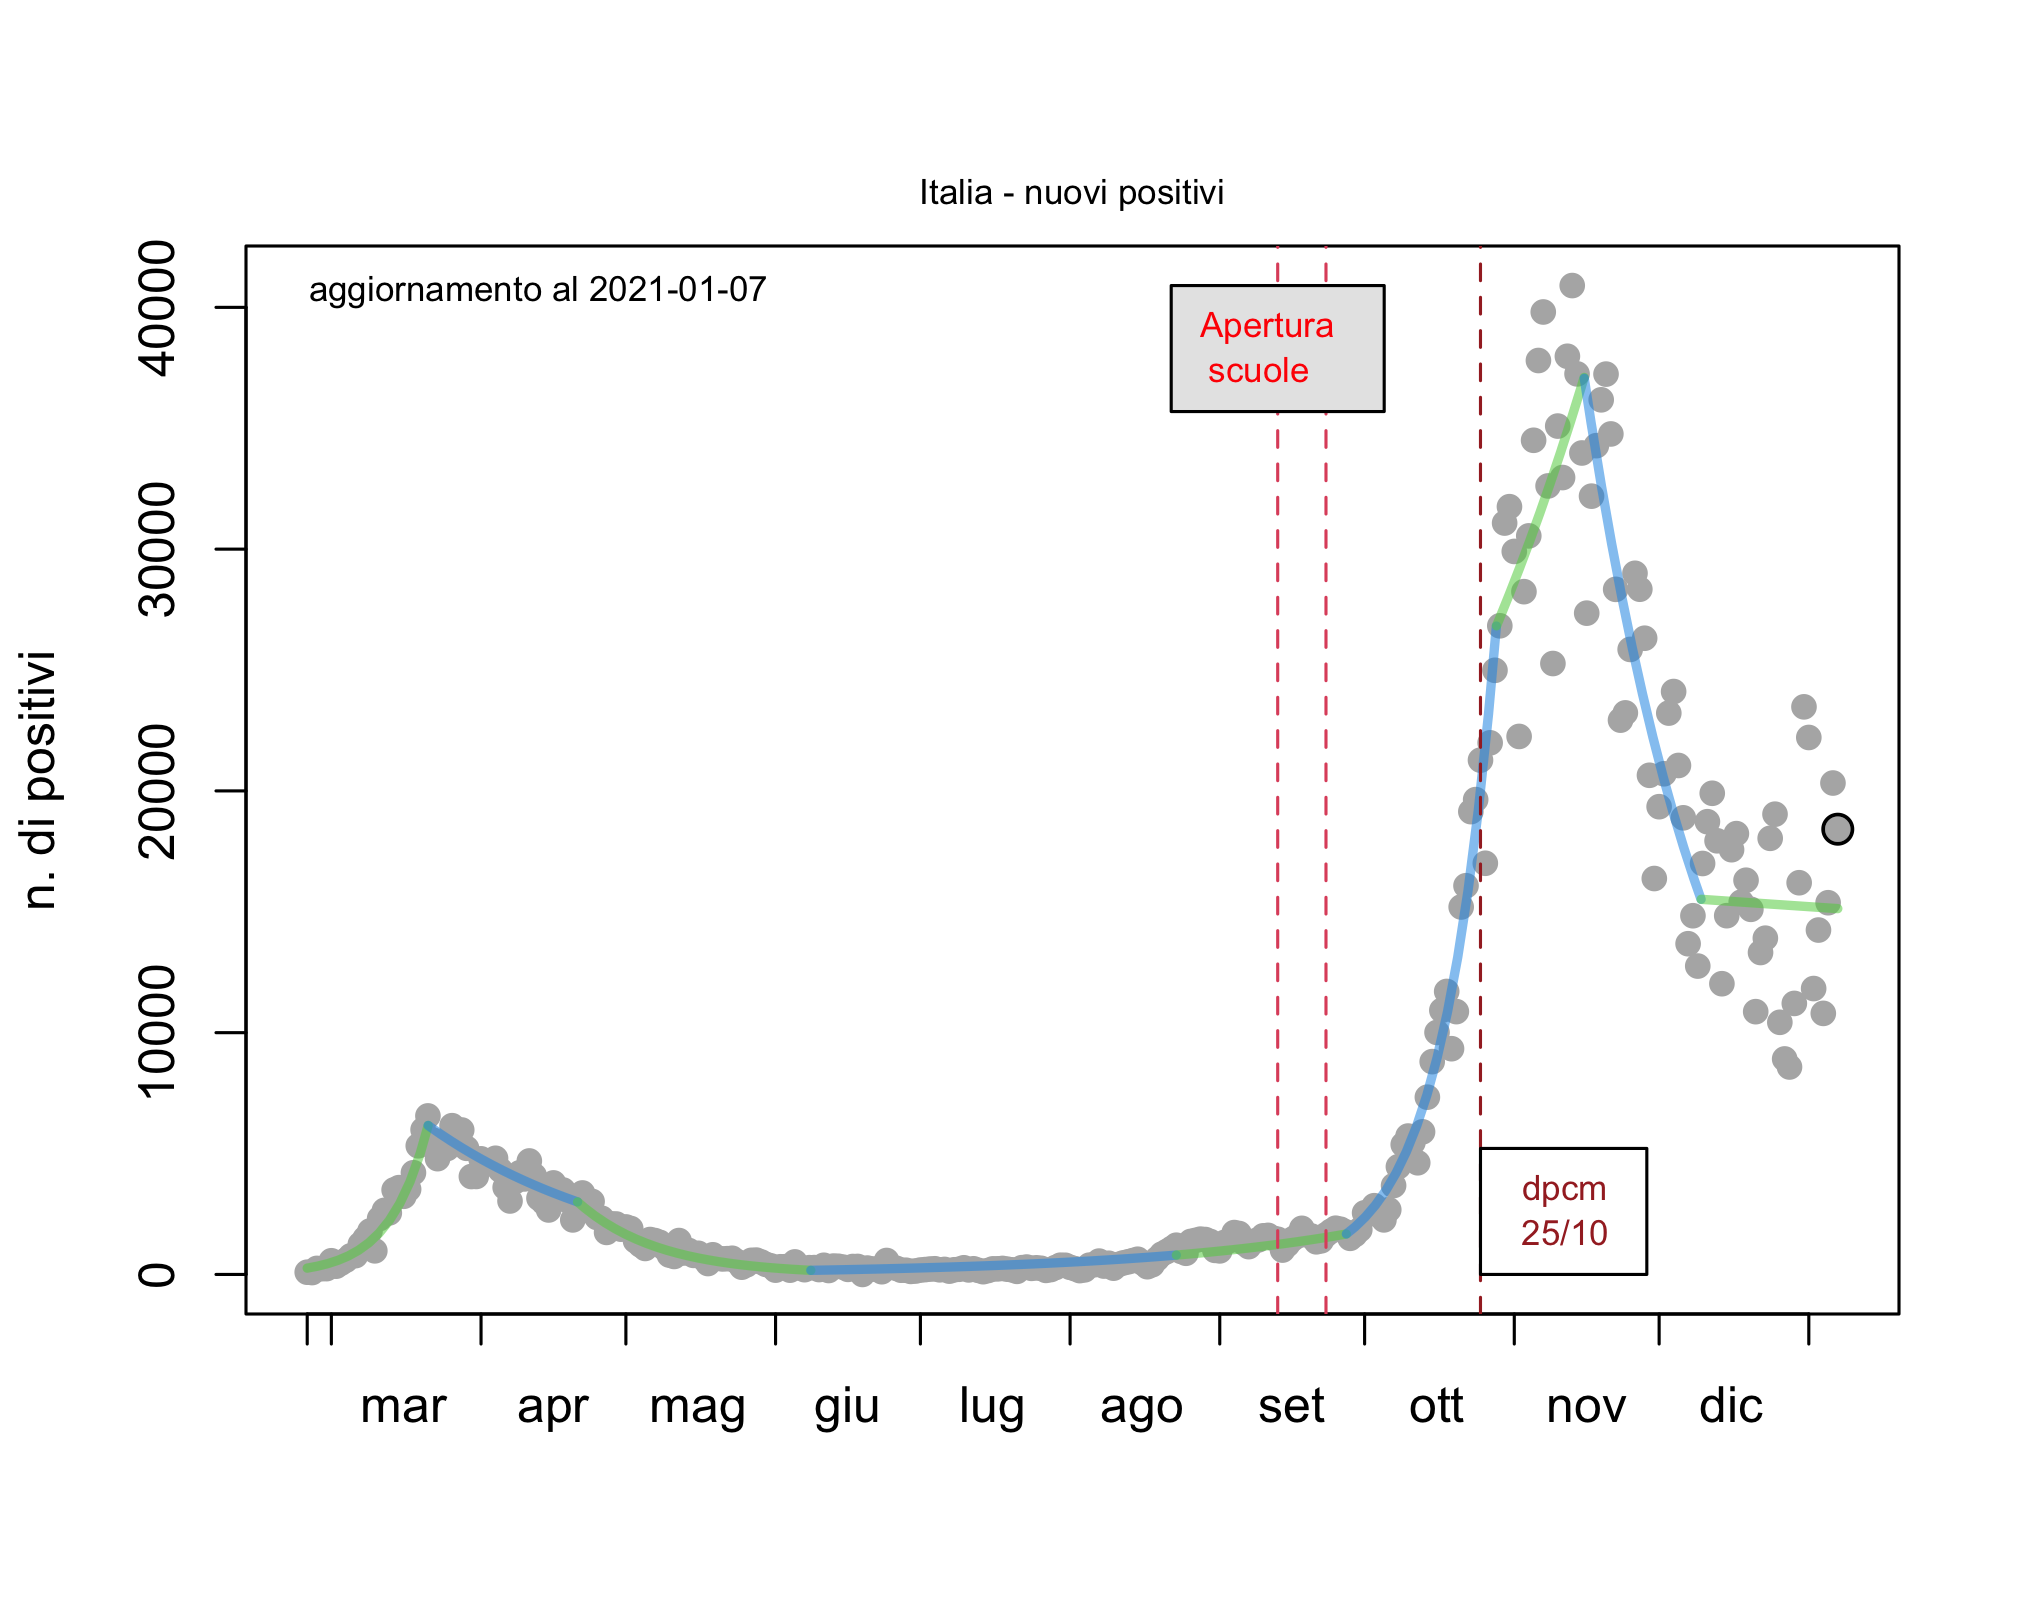 Italia - nuovi positivi
aggiornamento al 2021-01-07
Apertura
scuole
40000
30000
20000
10000
0
n. di positivi
dpcm
25/10
mar apr mag giu lug ago set ott nov dic